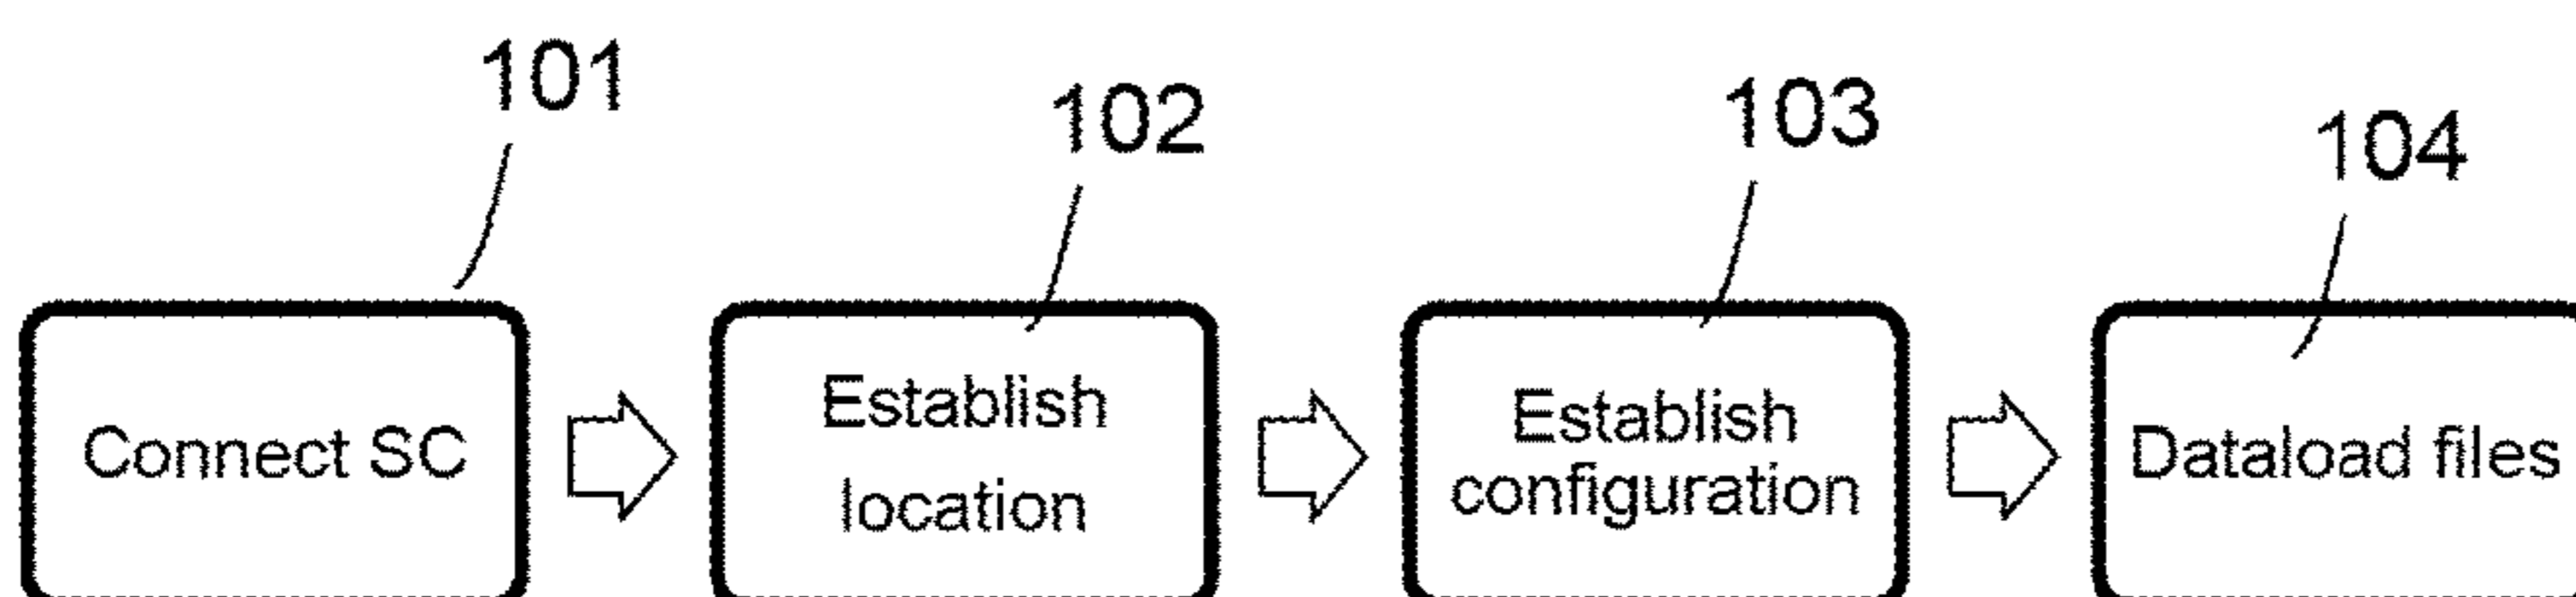 101
102
103
104
Connect SC
Establish
location
Establish
configuration
Dataload files